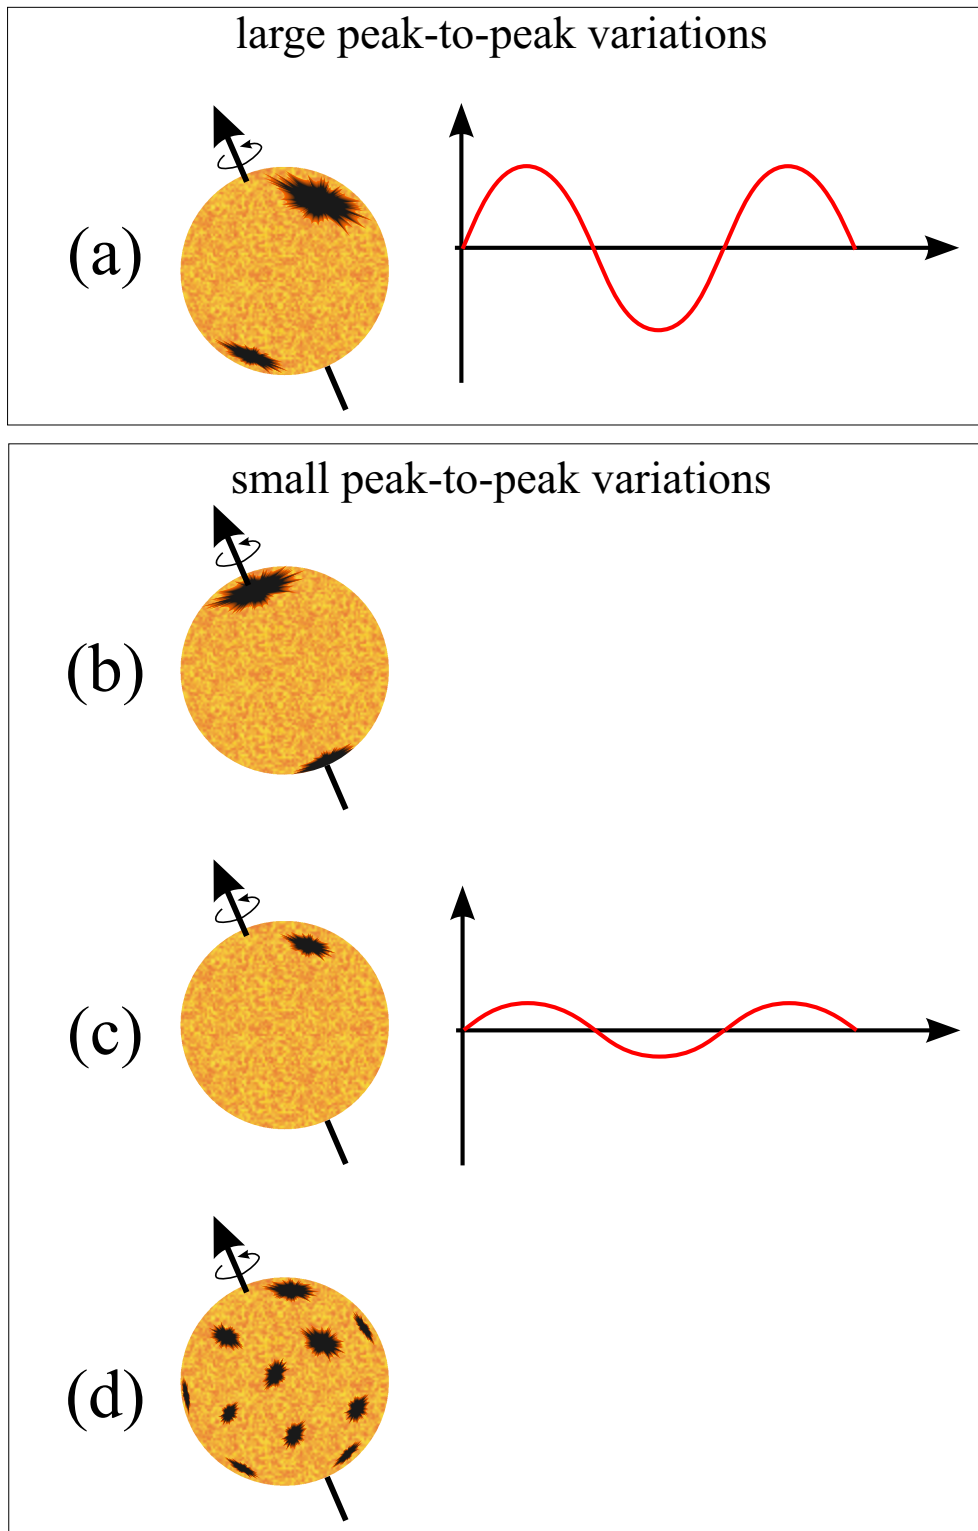 large peak-to-peak variations
(a)
small peak-to-peak variations
(b)
(c)
(d)